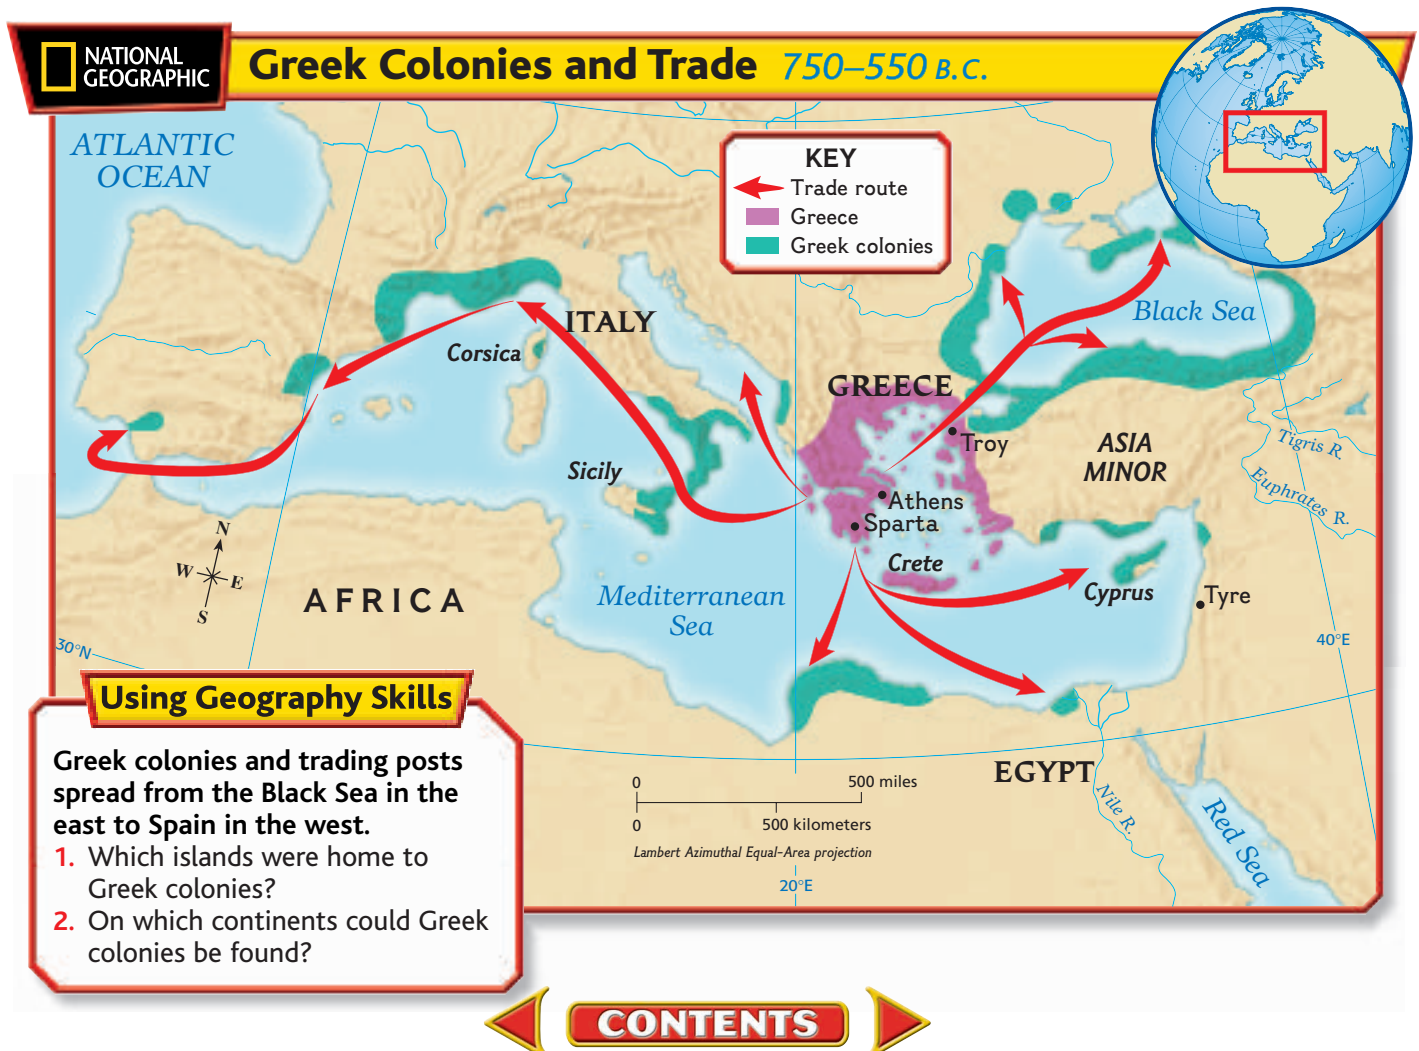 NATIONAL
GEOGRAPHIC
Greek Colonies and Trade 750–550 B.C.
ATLANTIC
OCEAN
KEY
Trade route
Greece
Greek colonies
Black Sea
ITALY
Corsica
GREECE
Troy
ASIA
MINOR
Tigris R.
Euphrates R.
Sicily
Athens
Sparta
Crete
Cyprus
Tyre
N
W
E
S
AFRICA
Mediterranean
Sea
30°N
40°E
EGYPT
Nile R.
Red Sea
0
500 miles
0
500 kilometers
Lambert Azimuthal Equal-Area projection
20°E
Using Geography Skills
Greek colonies and trading posts
spread from the Black Sea in the
east to Spain in the west.
1. Which islands were home to
Greek colonies?
2. On which continents could Greek
colonies be found?
CONTENTS